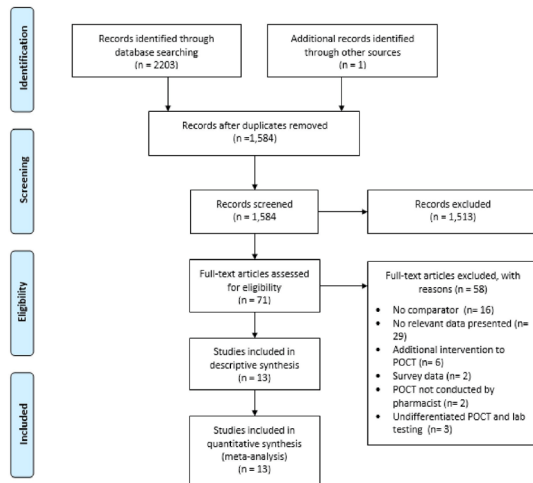 Identification
Records identified through
database searching
(n = 2203)
Additional records identified
through other sources
(n = 1)
Records after duplicates removed
(n =1,584)
Screening
Records screened
(n = 1,584
Records excluded
(n = 1,513)
Eligibility
Full-text articles assessed
for eligibility
(n = 71)
Full-text articles excluded, with
reasons (n = 58)
• No comparator (n= 16)
• No relevant data presented (n=
29)
• Additional intervention to
POCT (n= 6)
• Survey data (n= 2)
• POCT not conducted by
pharmacist (n= 2)
• Undifferentiated POCT and lab
testing (n= 3)
Studies included in
descriptive synthesis
(n = 13)
Included
Studies included in
quantitative synthesis
(meta-analysis)
(n = 13)